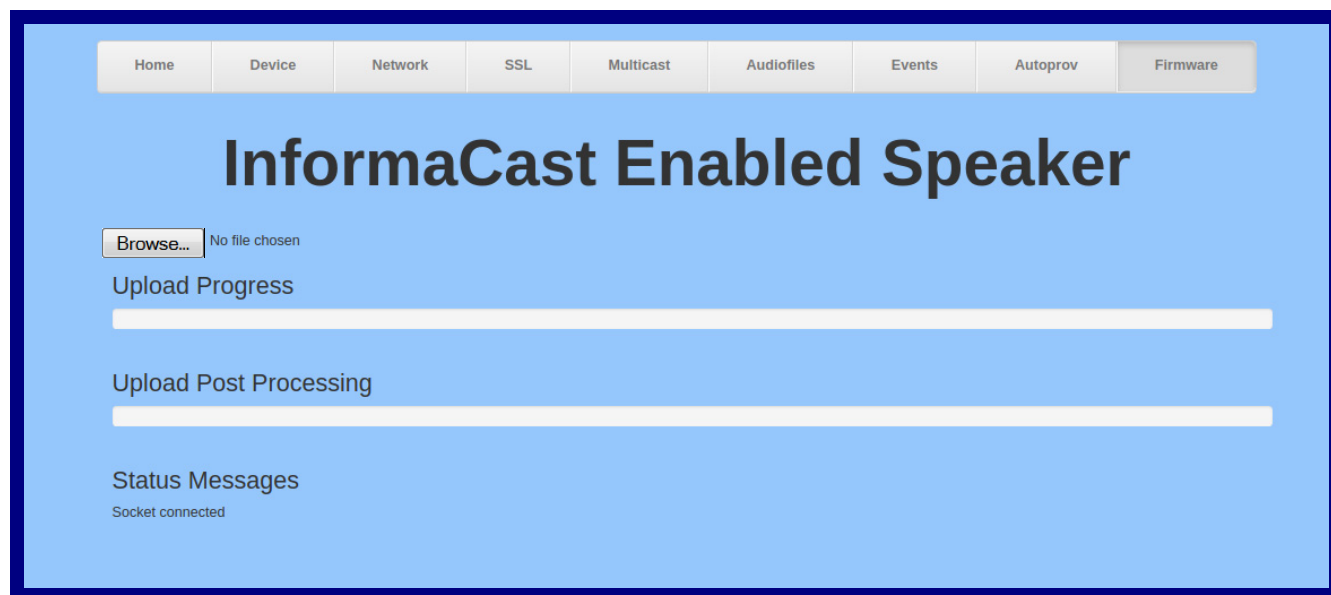 Home Device Network SSL Multicast Audiofiles Events Autoprov Firmware
InformaCast Enabled Speaker
Browse... No file chosen
Upload Progress
Upload Post Processing
Status Messages
Socket connected